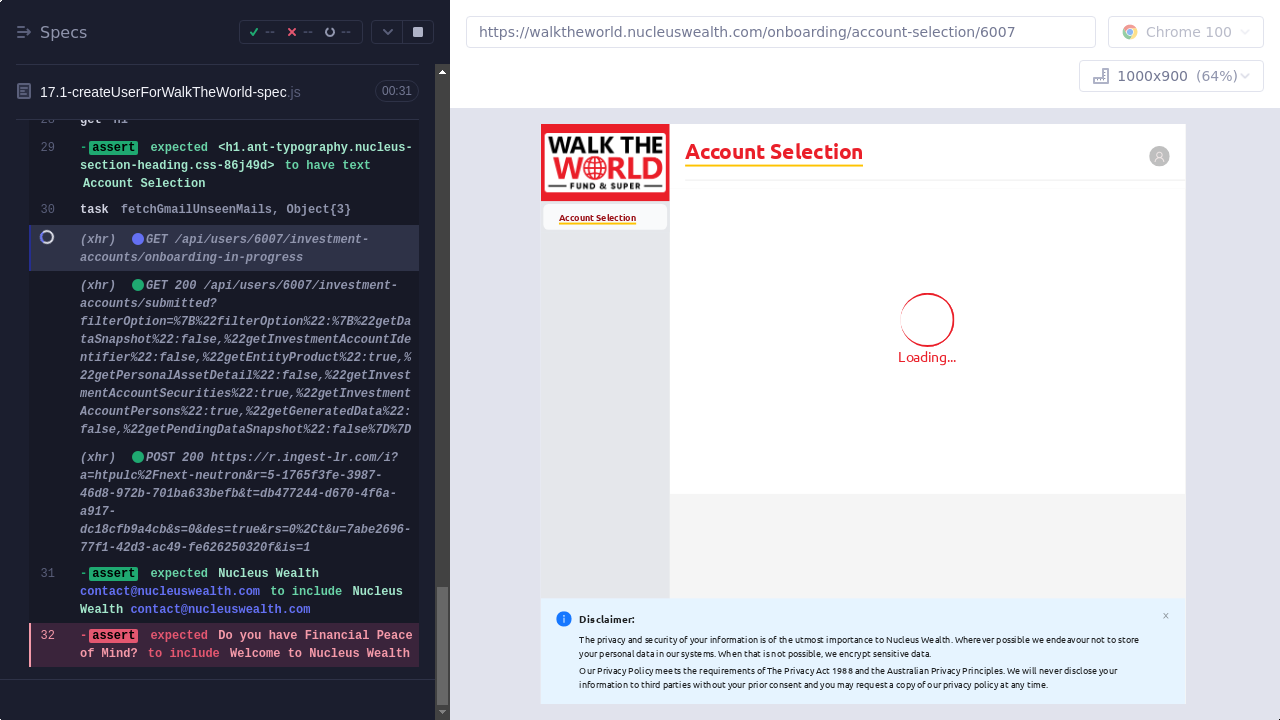 Specs
--
--
--
17.1-createUserForWalkTheWorld-spec.js
00:31
28 get h1
29 -assert expected <h1.ant-typography.nucleus-
section-heading.css-86j49d> to have text
Account Selection
30 task fetchGmailUnseenMails, Object{3}
(xhr) GET /api/users/6007/investment-
accounts/onboarding-in-progress
(xhr) GET 200 /api/users/6007/investment-
accounts/submitted?
filterOption=%7B%22filterOption%22:%7B%22getDa
taSnapshot%22:false,%22getInvestmentAccountIde
ntifier%22:false,%22getEntityProduct%22:true,%
22getPersonalAssetDetail%22:false,%22getInvest
mentAccountSecurities%22:true,%22getInvestment
AccountPersons%22:true,%22getGeneratedData%22:
false,%22getPendingDataSnapshot%22:false%7D%7D
(xhr) POST 200 https://r.ingest-lr.com/i?
a=htpulc%2Fnext-neutron&r=5-1765f3fe-3987-
46d8-972b-701ba633befb&t=db477244-d670-4f6a-
a917-
dc18cfb9a4cb&s=0&des=true&rs=0%2Ct&u=7abe2696-
77f1-42d3-ac49-fe626250320f&is=1
31 -assert expected Nucleus Wealth
contact@nucleuswealth.com to include Nucleus
Wealth contact@nucleuswealth.com
32 -assert expected Do you have Financial Peace
of Mind? to include Welcome to Nucleus Wealth
https://walktheworld.nucleuswealth.com/onboarding/account-selection/6007
Chrome 100
1000x900 (64%)
WALK THE
WORLD
FUND & SUPER
Account Selection
Account Selection
Loading...
Disclaimer:
The privacy and security of your information is of the utmost importance to Nucleus Wealth. Wherever possible we endeavour not to store
your personal data in our systems. When that is not possible, we encrypt sensitive data.
Our Privacy Policy meets the requirements of The Privacy Act 1988 and the Australian Privacy Principles. We will never disclose your
information to third parties without your prior consent and you may request a copy of our privacy policy at any time.